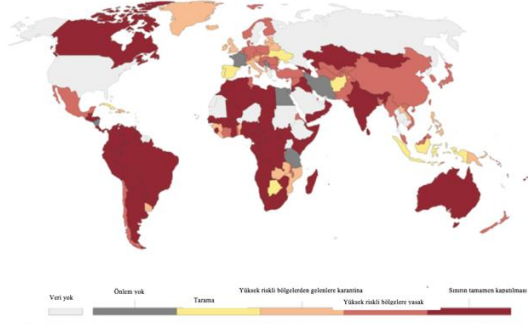 Veri yok
Önlem yok
Tarama
Yüksek riskli bölgelerden gelenlere karantina
Yüksek riskli bölgelere yasak
Sınırın tamamen kapatılması